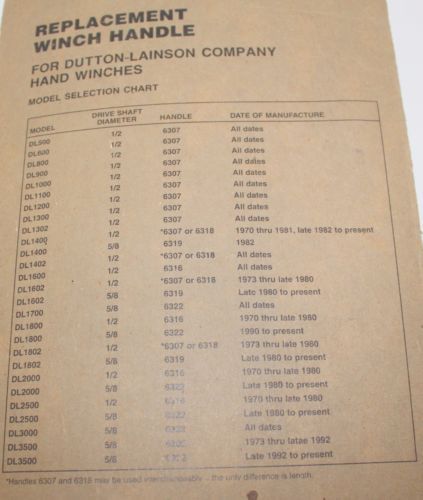 REPLACEMENT
WINCH HANDLE
FOR DUTTON-LAINSON COMPANY
HAND WINCHES
MODEL SELECTION CHART
MODEL DRIVE SHAFT DIAMETER HANDLE DATE OF MANUFACTURE
DL500 1/2 6307 All dates
DL600 1/2 6307 All dates
DL800 1/2 6307 All dates
DL900 1/2 6307 All dates
DL1000 1/2 6307 All dates
DL1100 1/2 6307 All dates
DL1200 1/2 6307 All dates
DL1300 1/2 6307 All dates
DL1302 1/2 6307 All dates
DL1400 1/2 *6307 or 6318 1970 thru 1981, late 1982 to present
DL1400 5/8 6319 1982
DL1402 1/2 *6307 or 6318 All dates
DL1600 1/2 6316 All dates
DL1602 1/2 *6307 or 6318 1973 thru late 1980
DL1602 5/8 6319 Late 1980 to present
DL1700 5/8 6322 All dates
DL1800 1/2 6316 1970 thru late 1980
DL1800 5/8 6322 1990 to present
DL1802 1/2 *6307 or 6318 1973 thru late 1980
DL1802 5/8 6319 Late 1980 to present
DL2000 1/2 6316 1970 thru late 1980
DL2000 5/8 6322 Late 1980 to present
DL2500 1/2 6316 1970 thru late 1980
DL2500 5/8 6322 Late 1980 to present
DL3000 5/8 6322 All dates
DL3500 5/8 1973 thru latae 1992
DL3500 5/8 Late 1992 to present
*Handles 6307 and 6318 may be used interchangeably - the only difference is length.